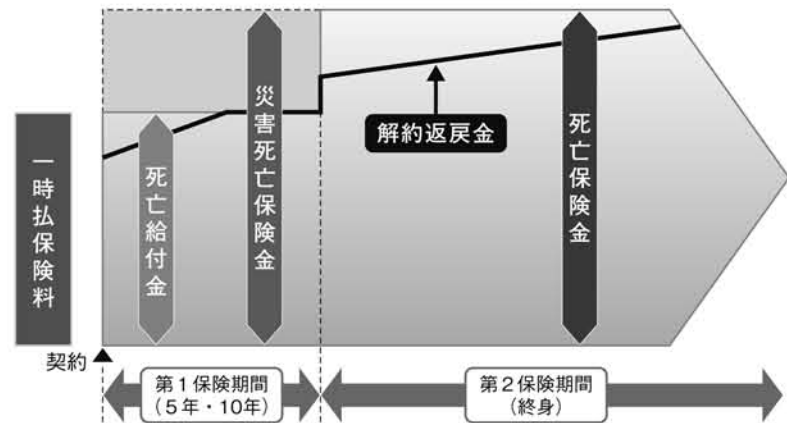 一時払保険料
死亡給付金
災害死亡保険金
解約返戻金
死亡保険金
契約
第1保険期間
（5年・10年）
第2保険期間
（終身）